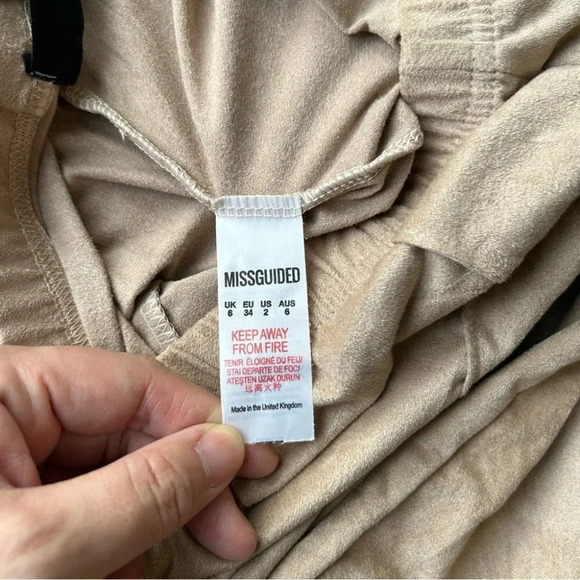 MISSGUIDED
UK EU US AUS
6 34 2 6
KEEP AWAY
FROM FIRE
TENIR ÉLOIGNÉ DU FEU/
STAI DEPARTE DE FOC/
ATEŞTEN UZAK DURUN
远离火种
Made in the United Kingdom